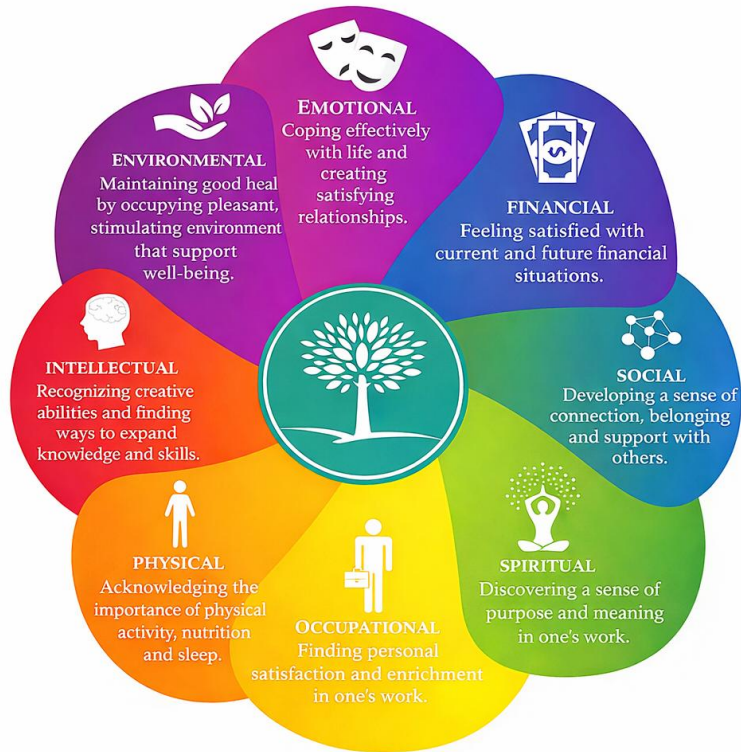 EMOTIONAL
Coping effectively
with life and
creating
satisfying
relationships.
FINANCIAL
Feeling satisfied with
current and future financial
situations.
SOCIAL
Developing a sense of
connection, belonging
and support with
others.
SPIRITUAL
Discovering a sense of
purpose and meaning
in one's work.
OCCUPATIONAL
Finding personal
satisfaction and enrichment
in one's work.
PHYSICAL
Acknowledging the
importance of physical
activity, nutrition
and sleep.
INTELLECTUAL
Recognizing creative
abilities and finding
ways to expand
knowledge and skills.
ENVIRONMENTAL
Maintaining good heal
by occupying pleasant,
stimulating environment
that support
well-being.
$